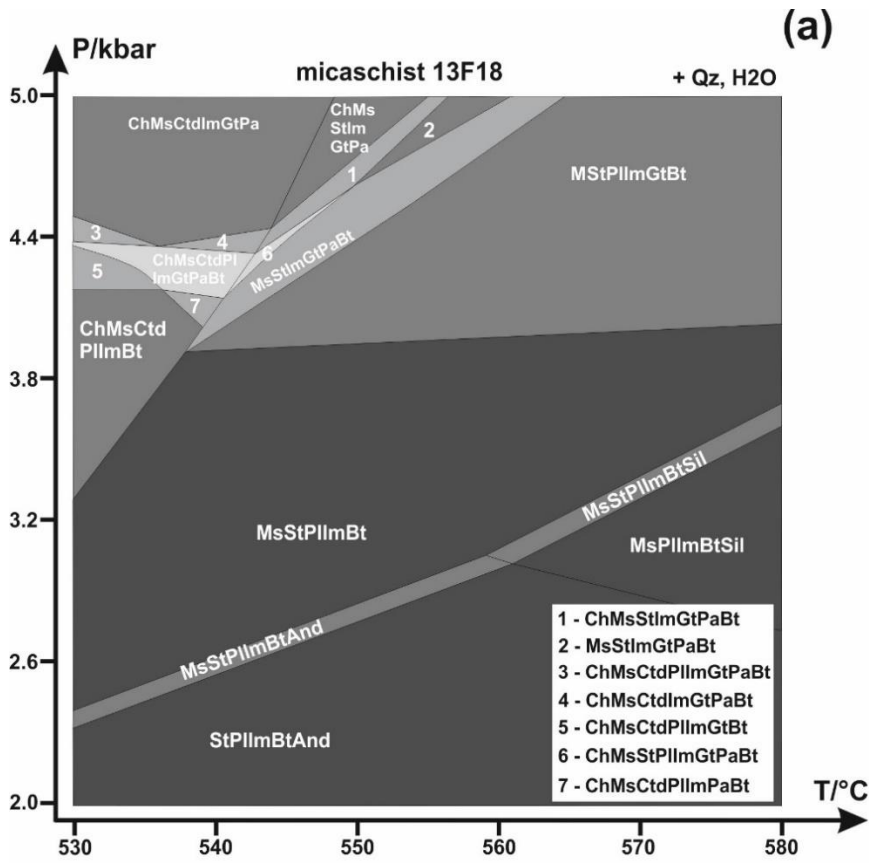 (a)
P/kbar
micaschist 13F18
+ Qz, H2O
5.0
ChMsCtdImGtPa
ChMs
StIm
GtPa
2
1
MStPlImGtBt
4.4
3
4
6
ChMsCtdPl
ImGtPaBt
MsStImGtPaBt
5
7
ChMsCtd
PlImBt
3.8
3.2
MsStPlImBt
MsStPlImBtSil
MsPlImBtSil
MsStPlImBtAnd
2.6
StPlImBtAnd
1 - ChMsStImGtPaBt
2 - MsStImGtPaBt
3 - ChMsCtdPlImGtPaBt
4 - ChMsCtdImGtPaBt
5 - ChMsCtdPlImGtBt
6 - ChMsStPlImGtPaBt
7 - ChMsCtdPlImPaBt
2.0
T/°C
530 540 550 560 570 580